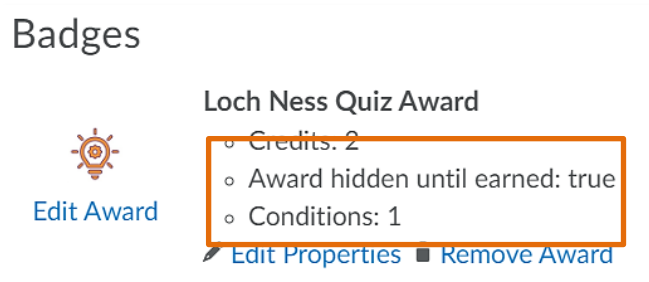 Badges
Loch Ness Quiz Award
Credits: 2
Award hidden until earned: true
Edit Award
Conditions: 1
Edit Properties Remove Award